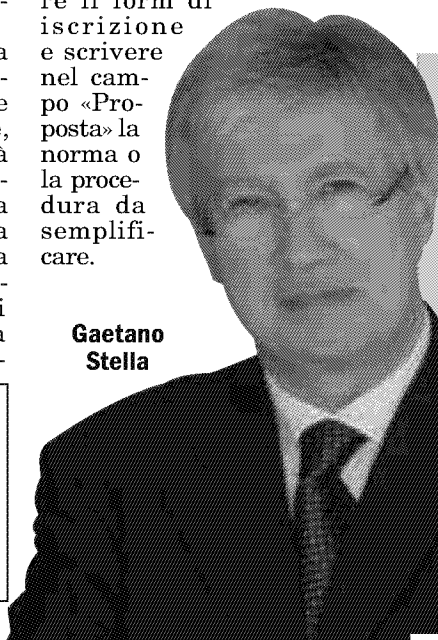 re il form di
iscrizione
e scrivere
nel cam-
po «Pro-
posta» la
norma o
la proce-
dura da
semplifi-
care.
Gaetano
Stella